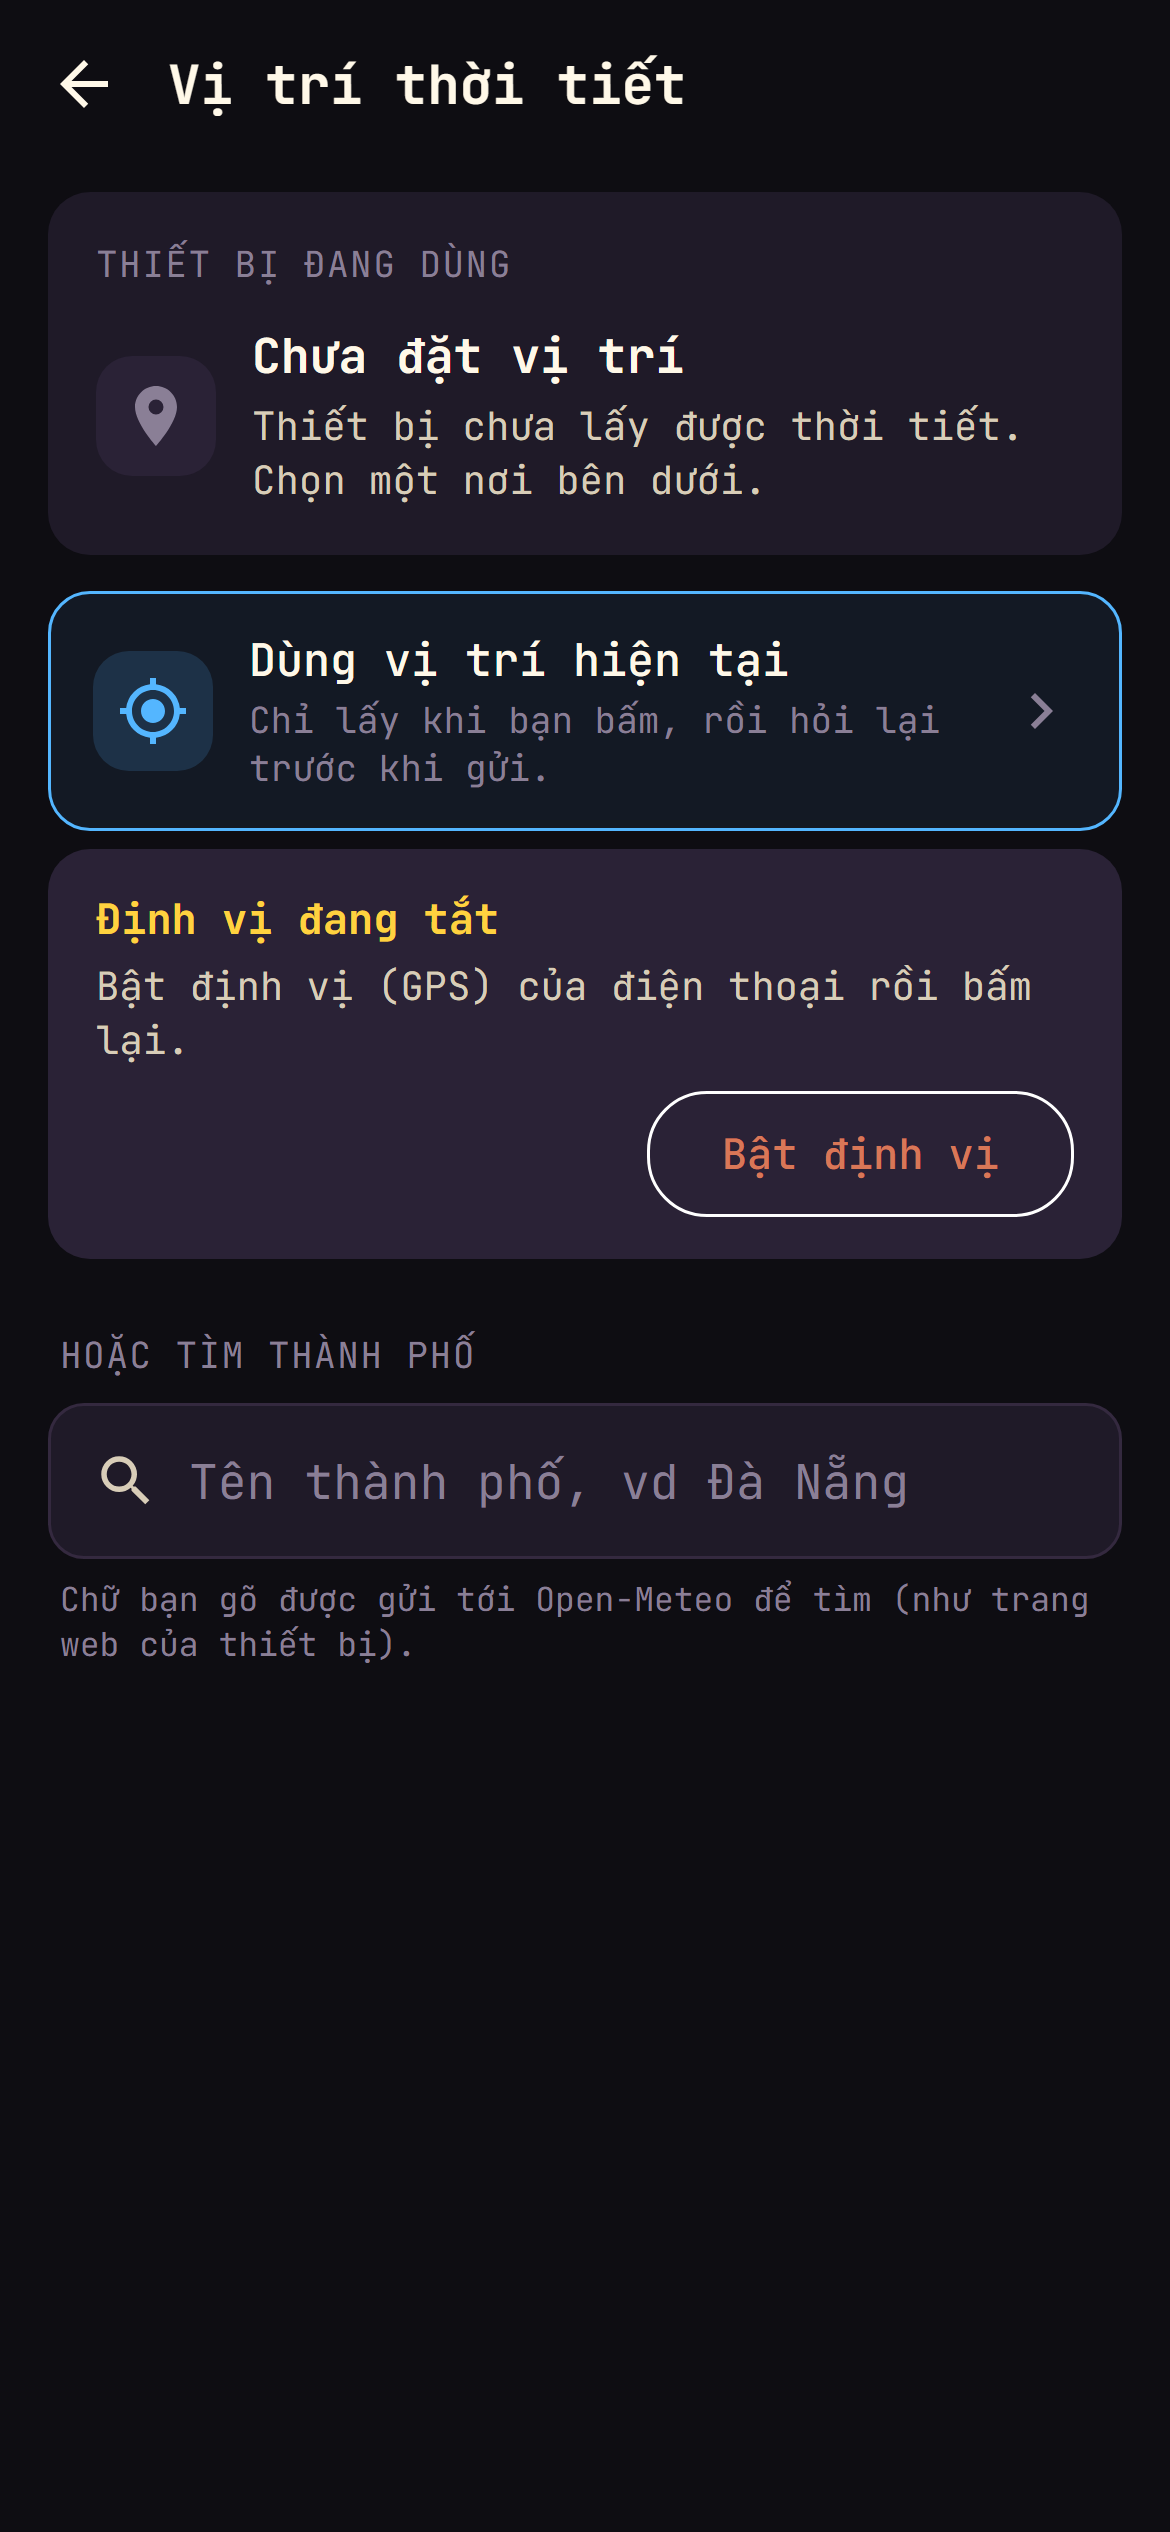 Vị trí thời tiết
THIẾT BỊ ĐANG DÙNG
Chưa đặt vị trí
Thiết bị chưa lấy được thời tiết.
Chọn một nơi bên dưới.
Dùng vị trí hiện tại
Chỉ lấy khi bạn bấm, rồi hỏi lại
trước khi gửi.
Định vị đang tắt
Bật định vị (GPS) của điện thoại rồi bấm
lại.
Bật định vị
HOẶC TÌM THÀNH PHỐ
Tên thành phố, vd Đà Nẵng
Chữ bạn gõ được gửi tới Open-Meteo để tìm (như trang
web của thiết bị).